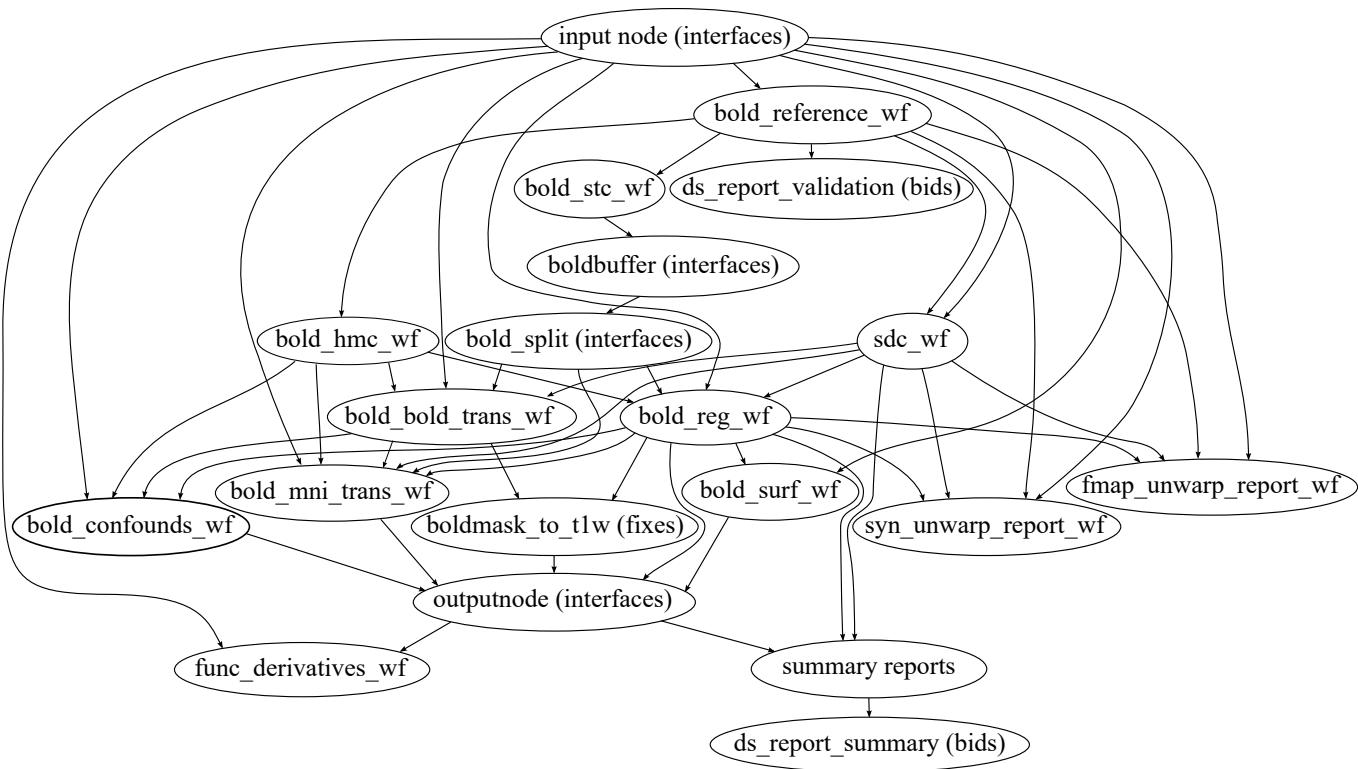 input node (interfaces)
bold_reference_wf
bold_stc_wf
ds_report_validation (bids)
boldbuffer (interfaces)
bold_hmc_wf
bold_split (interfaces)
sdc_wf
bold_bold_trans_wf
bold_reg_wf
bold_mni_trans_wf
bold_surf_wf
fmap_unwarp_report_wf
bold_confounds_wf
boldmask_to_t1w (fixes)
syn_unwarp_report_wf
outputnode (interfaces)
func_derivatives_wf
summary reports
ds_report_summary (bids)